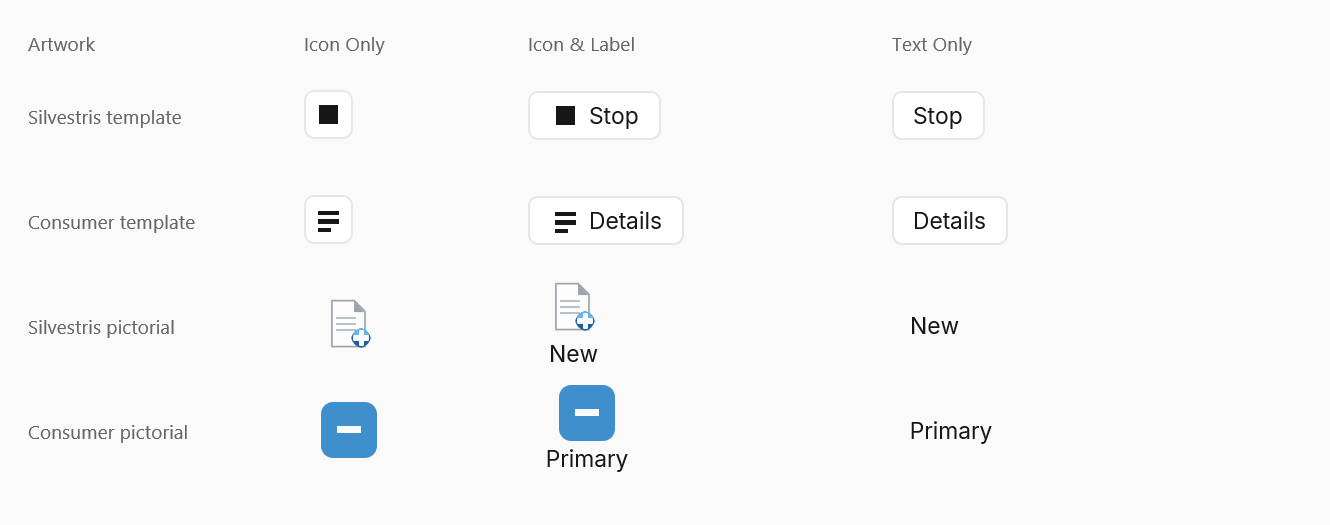 Artwork Icon Only Icon & Label Text Only
Silvestris template Stop Stop
Consumer template Details Details
Silvestris pictorial New New
Consumer pictorial Primary Primary